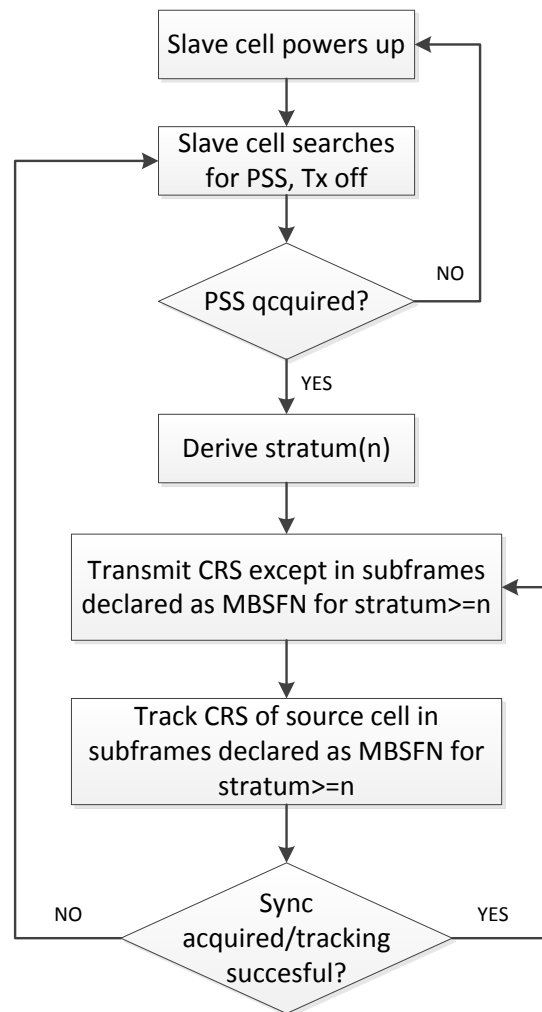 Slave cell powers up
Slave cell searches
for PSS, Tx off
NO
PSS qcquired?
YES
Derive stratum(n)
Transmit CRS except in subframes
declared as MBSFN for stratum>=n
Track CRS of source cell in
subframes declared as MBSFN for
stratum>=n
NO
YES
Sync
acquired/tracking
succesful?